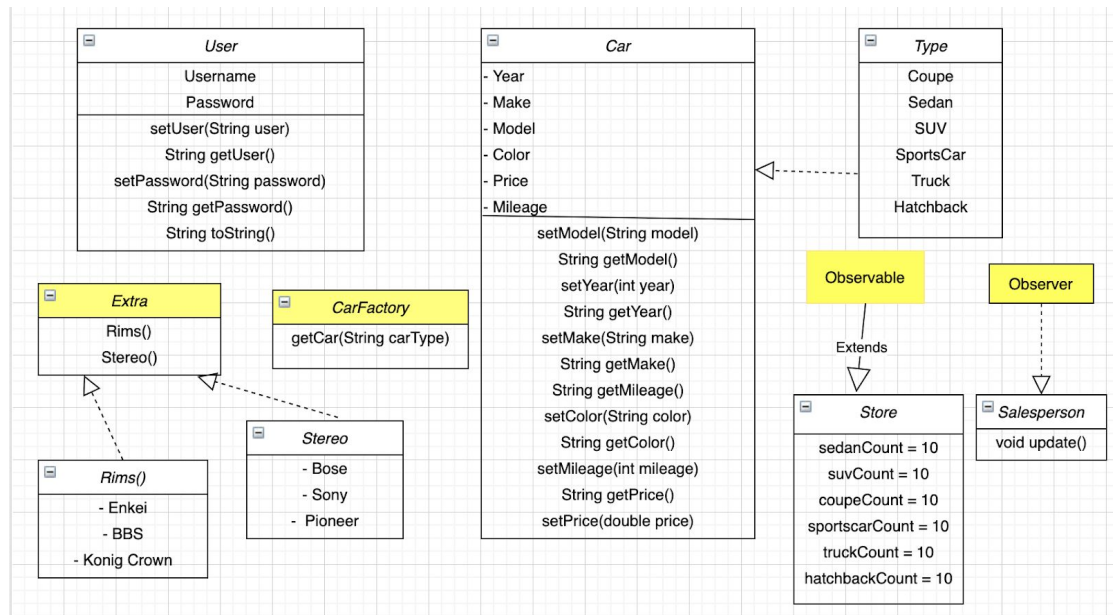 User
Username
Password
setUser(String user)
String getUser()
setPassword(String password)
String getPassword()
String toString()
Car
- Year
- Make
- Model
- Color
- Price
- Mileage
setModel(String model)
String getModel()
setYear(int year)
String getYear()
setMake(String make)
String getMake()
String getMileage()
setColor(String color)
String getColor()
setMileage(int mileage)
String getPrice()
setPrice(double price)
Type
Coupe
Sedan
SUV
SportsCar
Truck
Hatchback
Extra
Rims()
Stereo()
CarFactory
getCar(String carType)
Observable
Observer
Extends
Rims()
- Enkei
- BBS
- Konig Crown
Stereo
- Bose
- Sony
- Pioneer
Store
sedanCount = 10
suvCount = 10
coupeCount = 10
sportscarCount = 10
truckCount = 10
hatchbackCount = 10
Salesperson
void update()